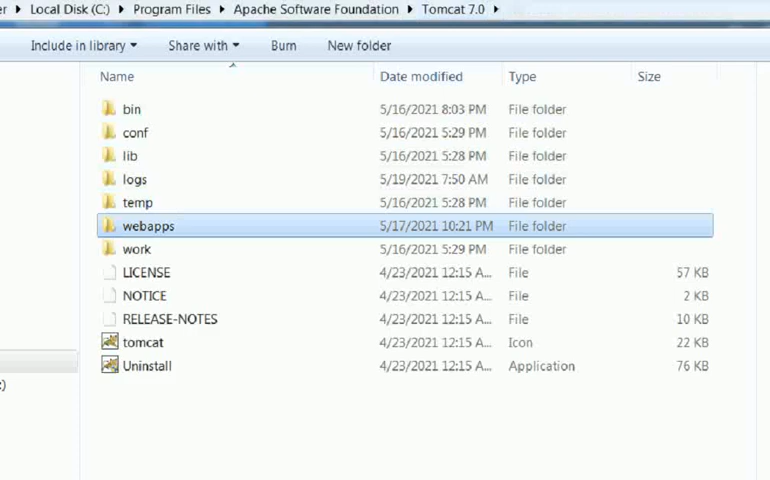 er ▸ Local Disk (C:) ▸ Program Files ▸ Apache Software Foundation ▸ Tomcat 7.0 ▸
Include in library ▾ Share with ▾ Burn New folder
Name Date modified Type Size
bin 5/16/2021 8:03 PM File folder
conf 5/16/2021 5:29 PM File folder
lib 5/16/2021 5:28 PM File folder
logs 5/19/2021 7:50 AM File folder
temp 5/16/2021 5:28 PM File folder
webapps 5/17/2021 10:21 PM File folder
work 5/16/2021 5:29 PM File folder
LICENSE 4/23/2021 12:15 A... File 57 KB
NOTICE 4/23/2021 12:15 A... File 2 KB
RELEASE-NOTES 4/23/2021 12:15 A... File 10 KB
tomcat 4/23/2021 12:15 A... Icon 22 KB
Uninstall 4/23/2021 12:15 A... Application 76 KB
:)